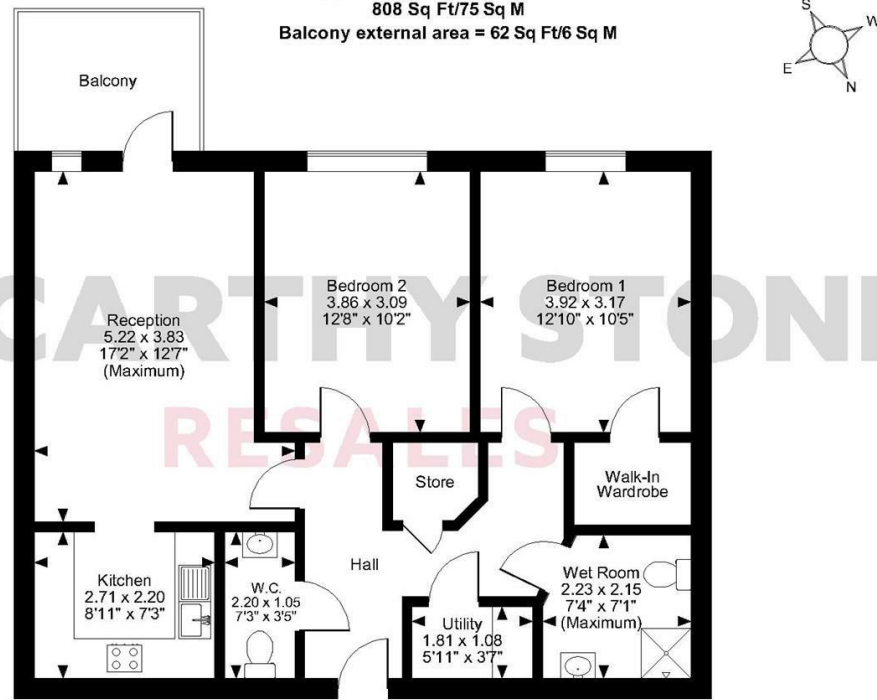 808 Sq Ft/75 Sq M
Balcony external area = 62 Sq Ft/6 Sq M
S
W
E
N
Balcony
Reception
5.22 x 3.83
17'2" x 12'7"
(Maximum)
Bedroom 2
3.86 x 3.09
12'8" x 10'2"
Bedroom 1
3.92 x 3.17
12'10" x 10'5"
CARTHY STONE
RESALES
Store
Walk-In
Wardrobe
Hall
Kitchen
2.71 x 2.20
8'11" x 7'3"
W.C.
2.20 x 1.05
7'3" x 3'5"
Utility
1.81 x 1.08
5'11" x 3'7"
Wet Room
2.23 x 2.15
7'4" x 7'1"
(Maximum)